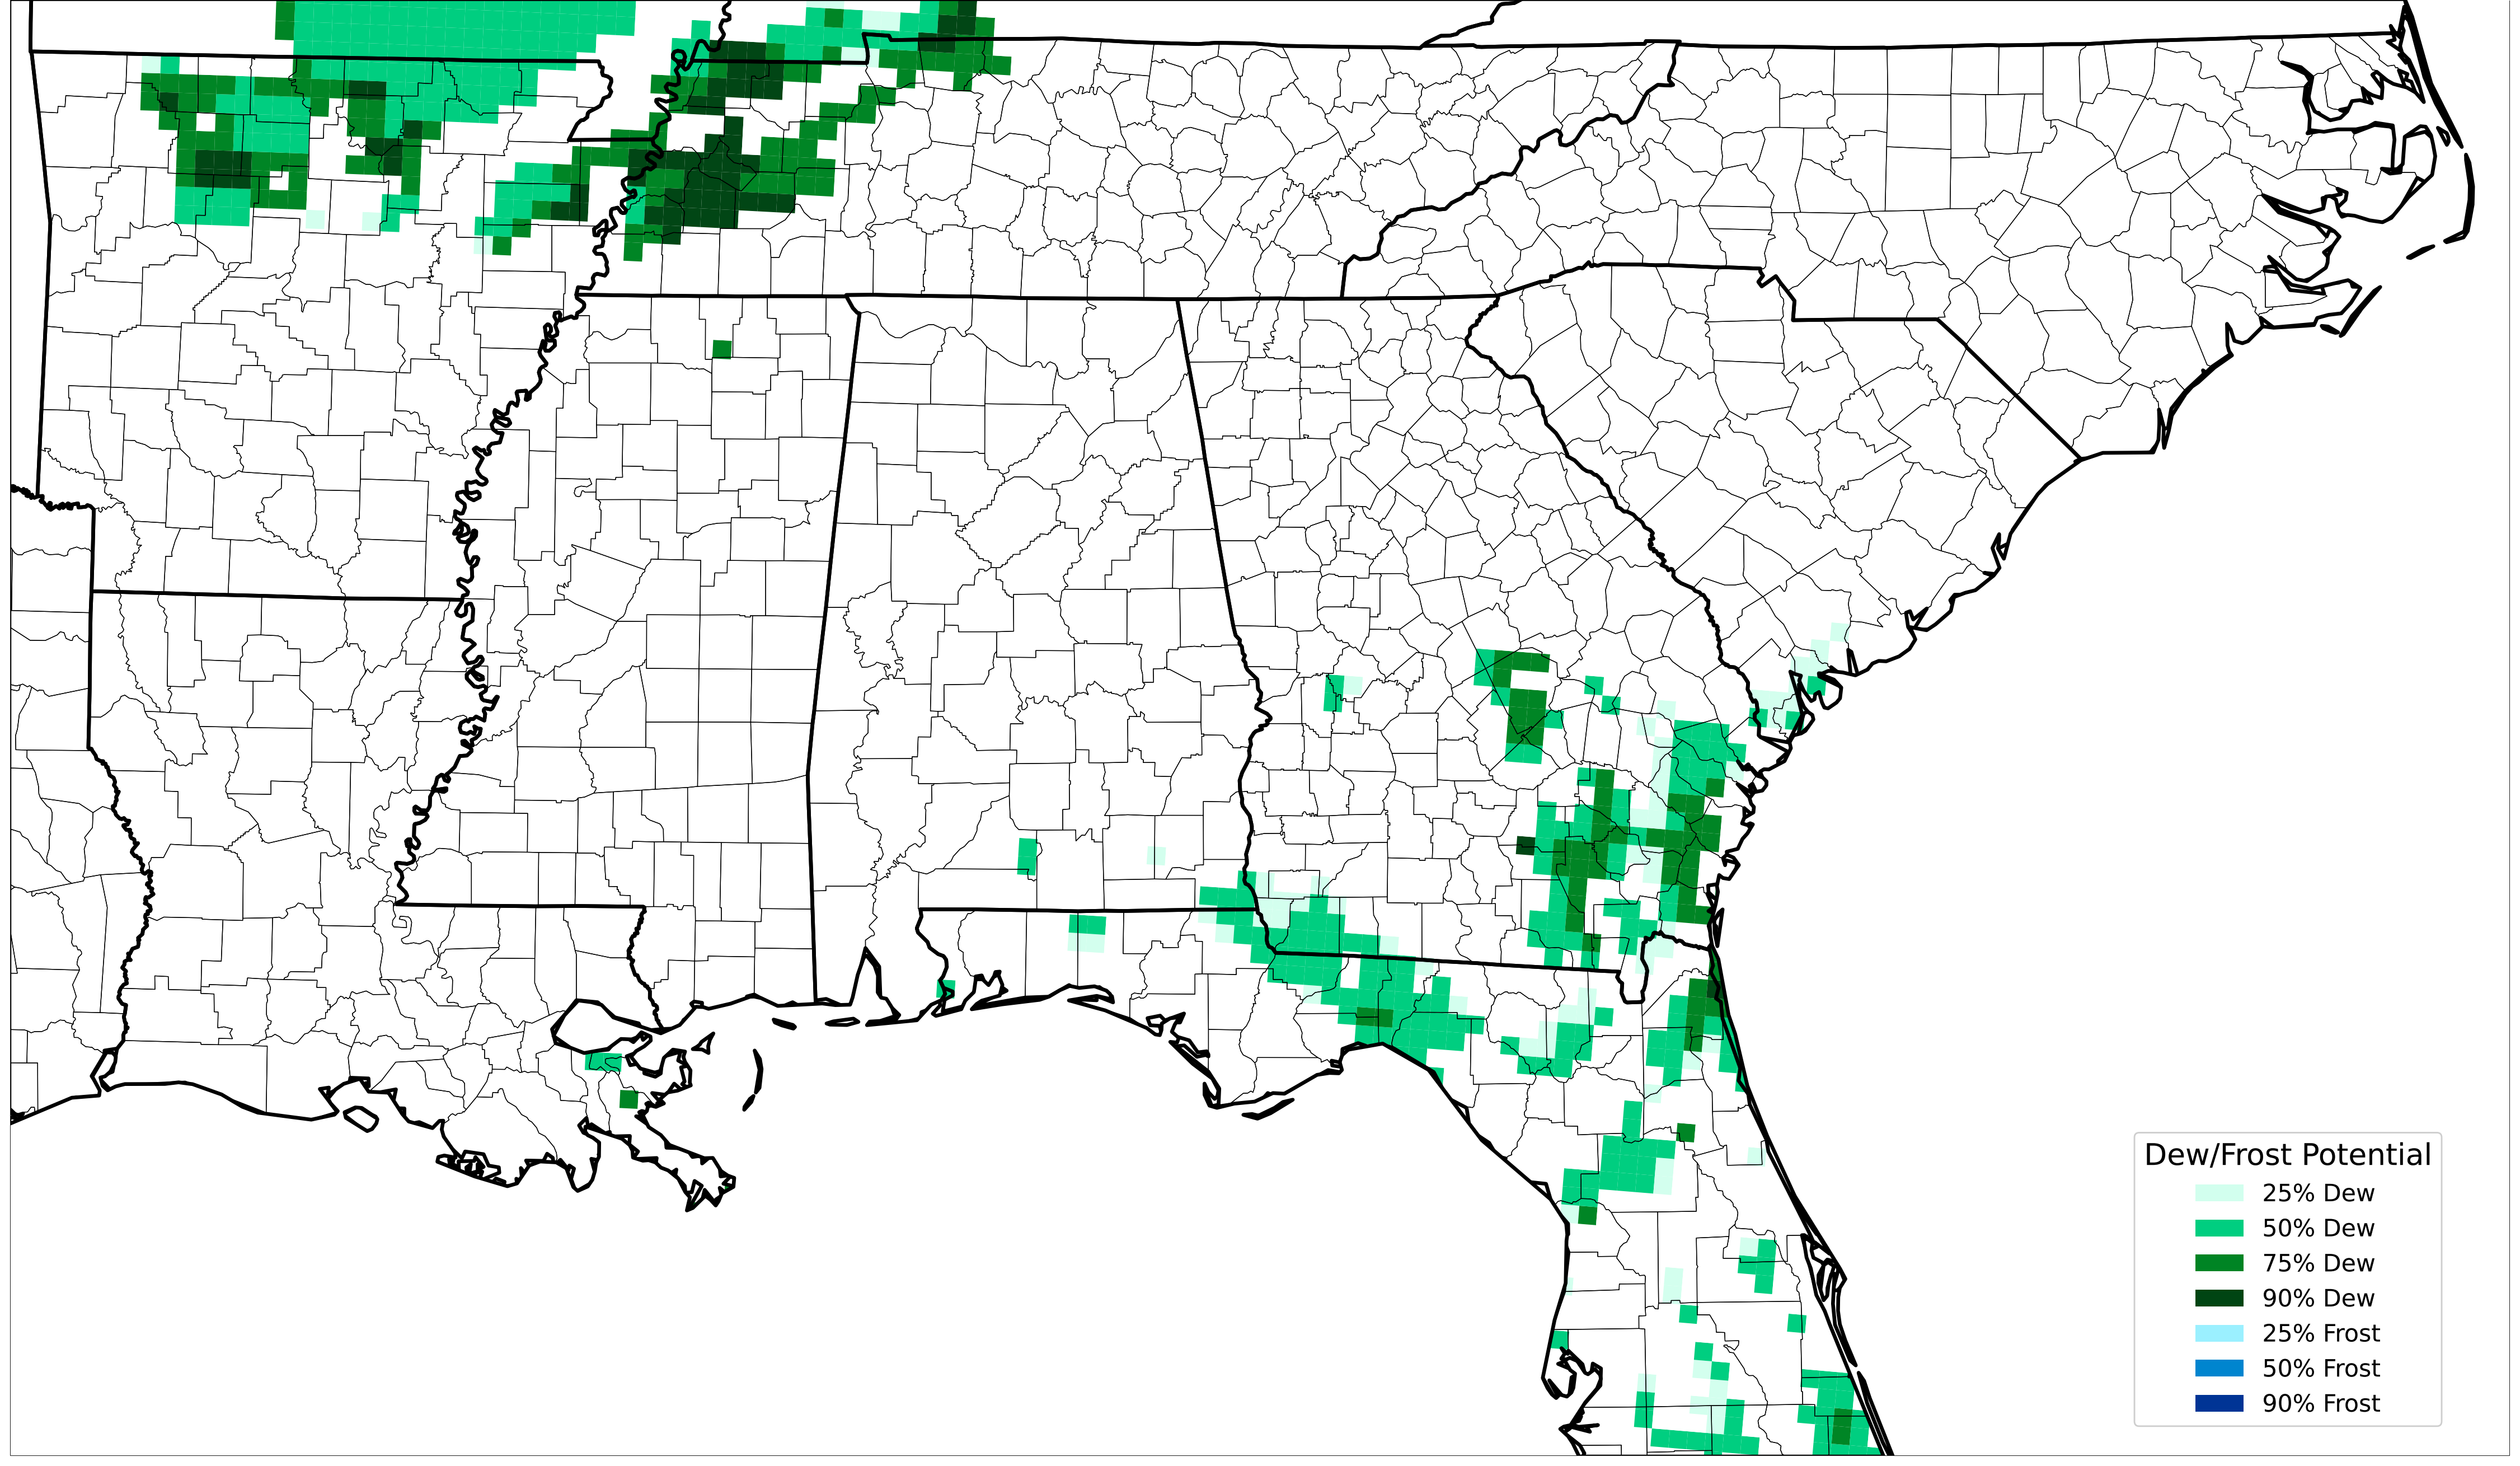 Dew/Frost Potential
25% Dew
50% Dew
75% Dew
90% Dew
25% Frost
50% Frost
90% Frost